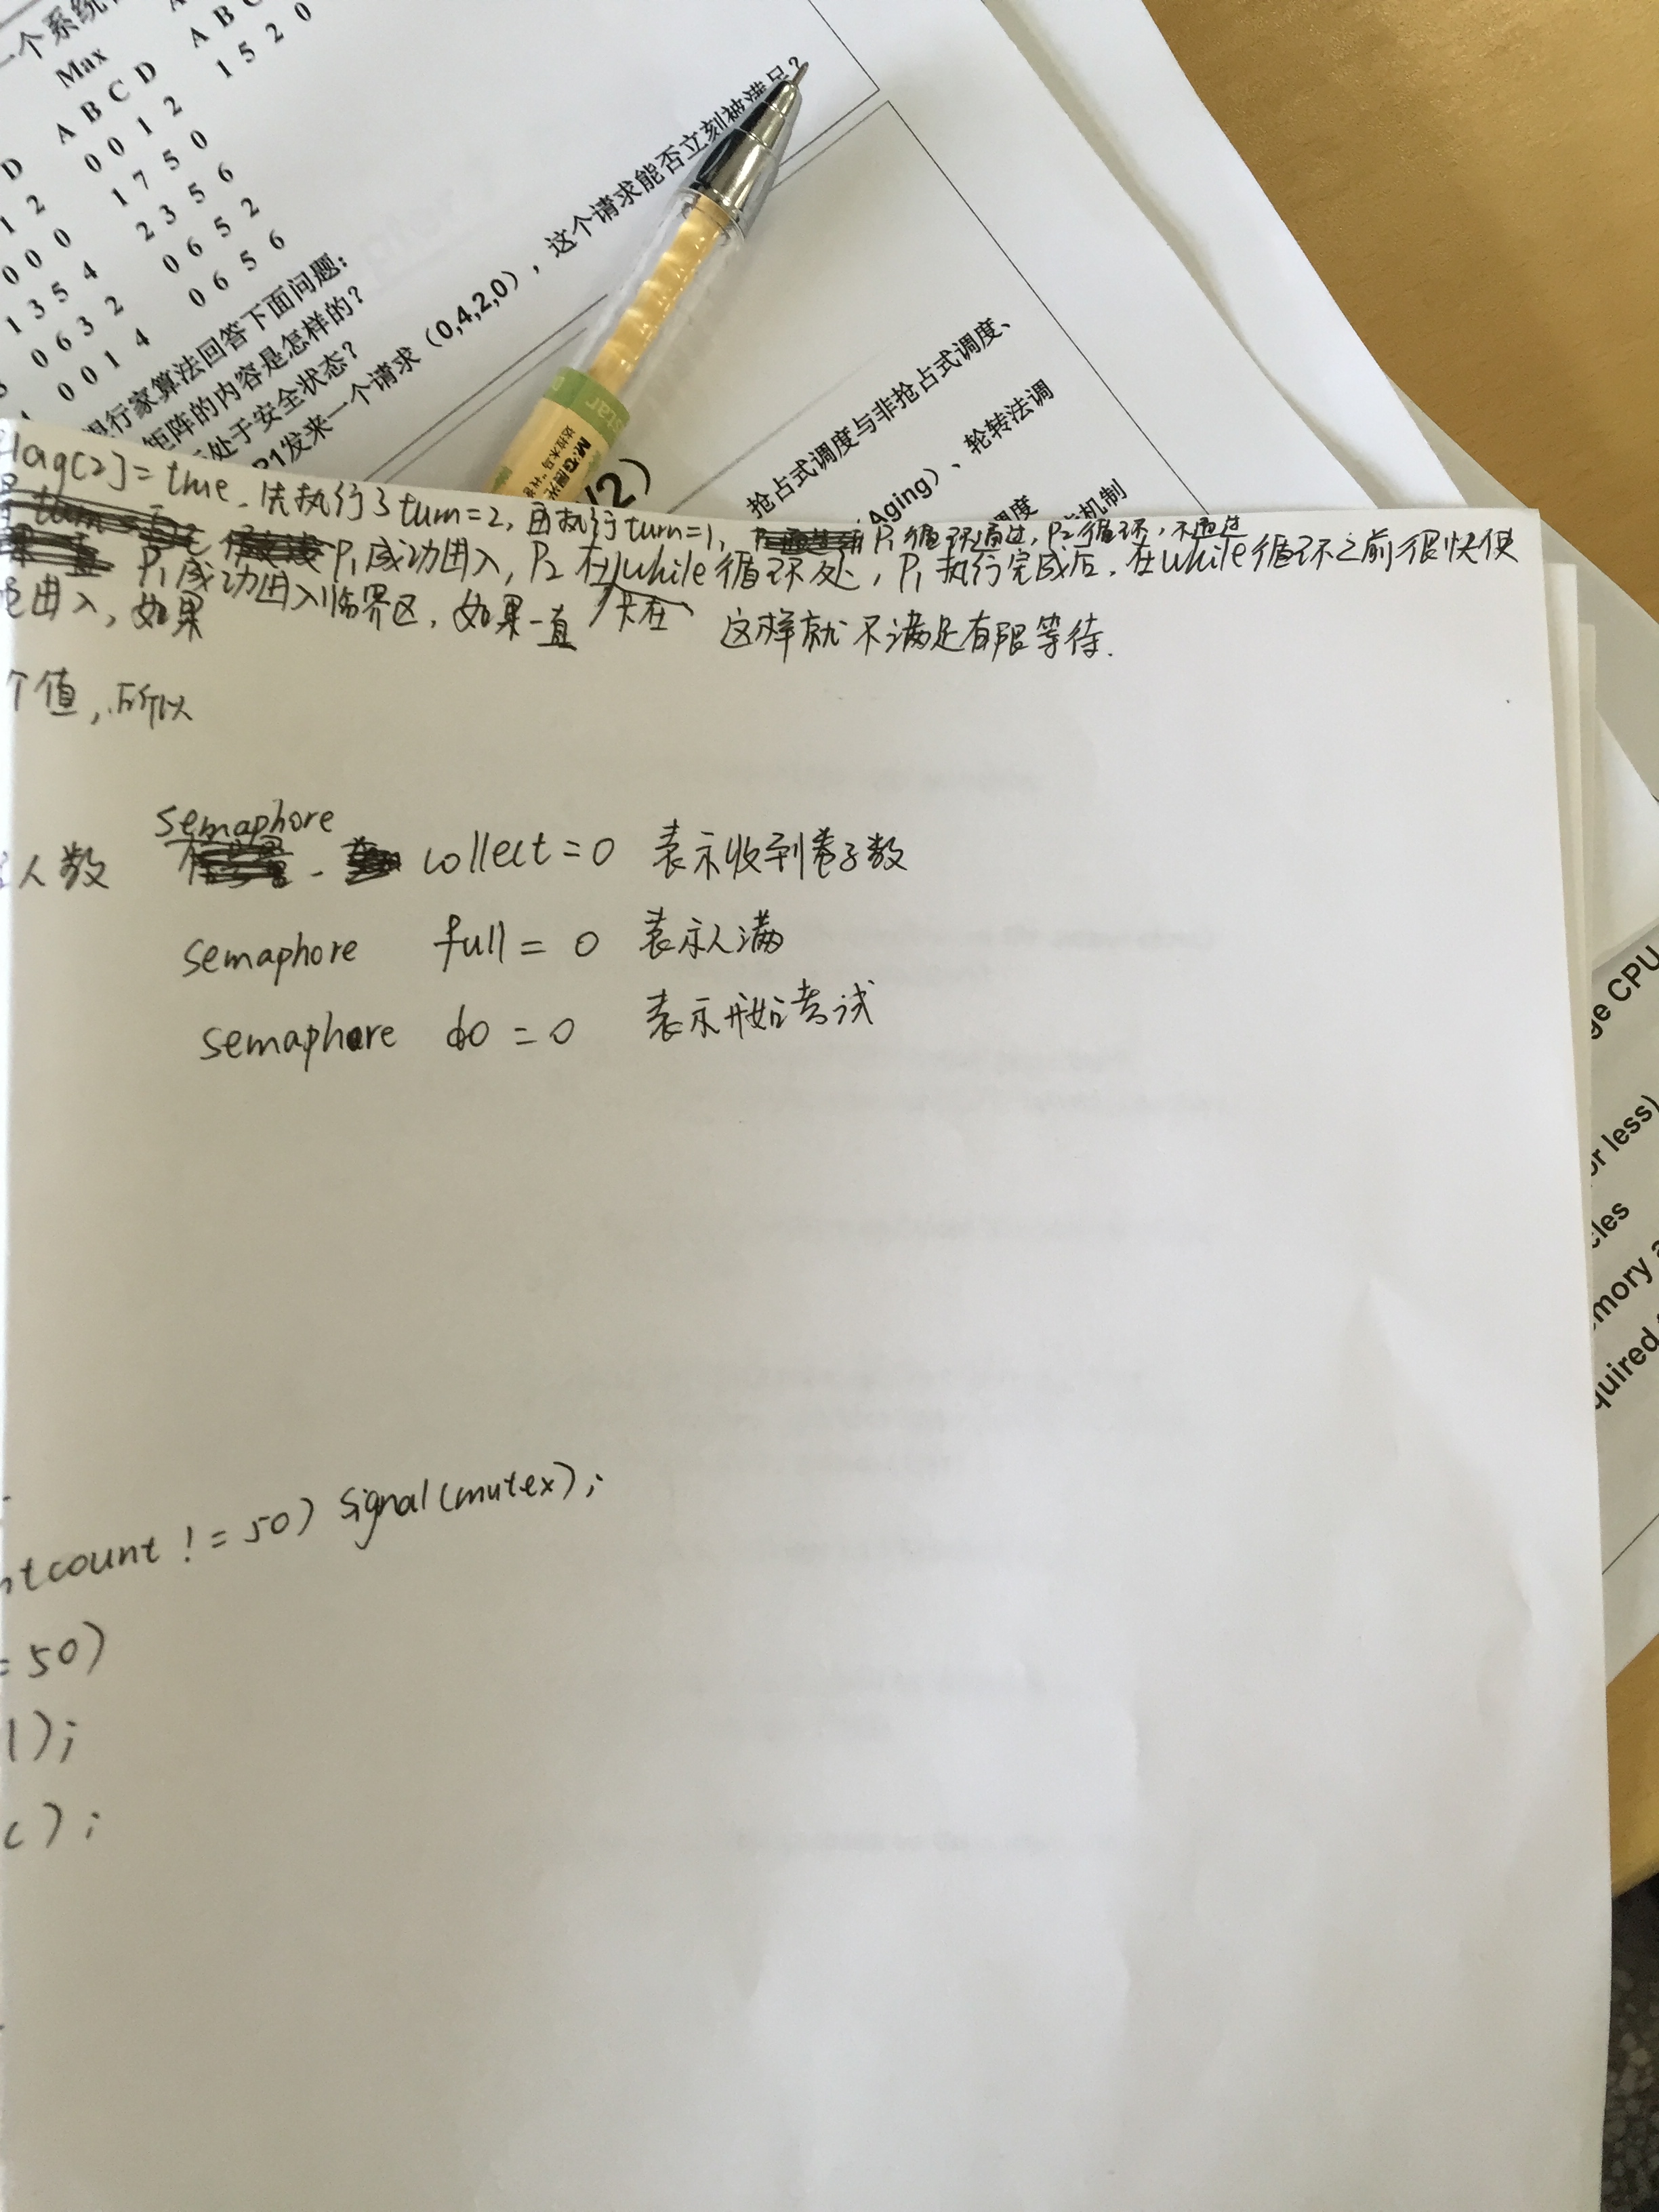 一个系统
Max
A B C D
A B C
1 5 2 0
D
0 0 1 2
1 2
1 7 5 0
0 0 0
2 3 5 6
1 3 5 4
0 6 5 2
0 6 3 2
0 6 5 6
0 0 1 4
银行家算法回答下面问题：
矩阵的内容是怎样的？
处于安全状态？
P1发来一个请求（0,4,2,0），这个请求能否立刻被满足？
M&G晨光
/2）
抢占式调度与非抢占式调度、
Aging）、轮转法调
调度
机制
flag[2]=true. 先执行了turn=2, 再执行turn=1, P1循环通过, P2循环, 不通过
P1成功进入, P2在while循环处, P1执行完成后, 在while循环之前很快使
P1成功进入临界区, 如果一直卡在
进入, 如果
这样就不满足有限等待.
个值, 所以
semaphore
人数 collect=0 表示收到卷子数
semaphore full = 0 表示人满
semaphore do = 0 表示开始考试
ntcount != 50) signal(mutex);
= 50)
l);
c);
ge CPU
or less)
cles
mory a
quired